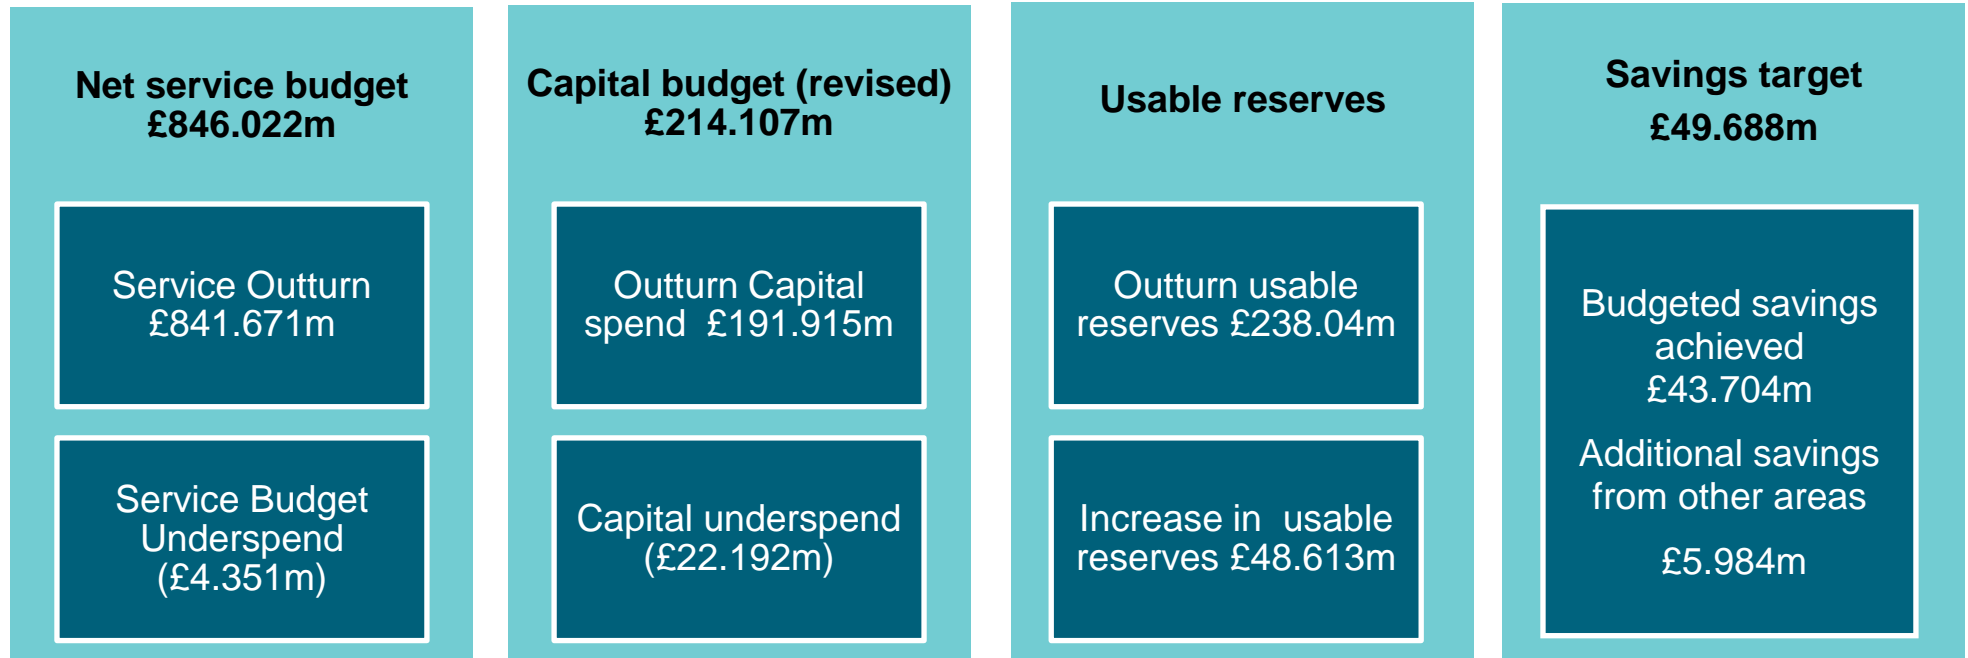 Net service budget
£846.022m
Service Outturn
£841.671m
Service Budget
Underspend
(£4.351m)
Capital budget (revised)
£214.107m
Outturn Capital
spend £191.915m
Capital underspend
(£22.192m)
Usable reserves
Outturn usable
reserves £238.04m
Increase in usable
reserves £48.613m
Savings target
£49.688m
Budgeted savings
achieved
£43.704m
Additional savings
from other areas
£5.984m